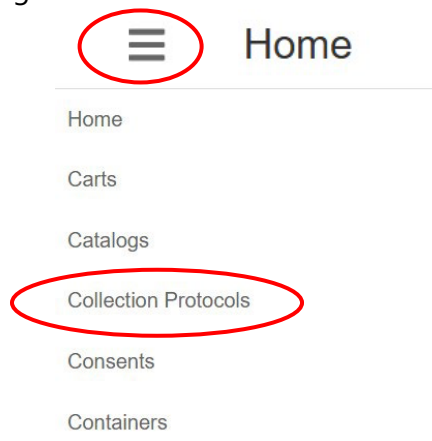 Home
Home
Carts
Catalogs
Collection Protocols
Consents
Containers